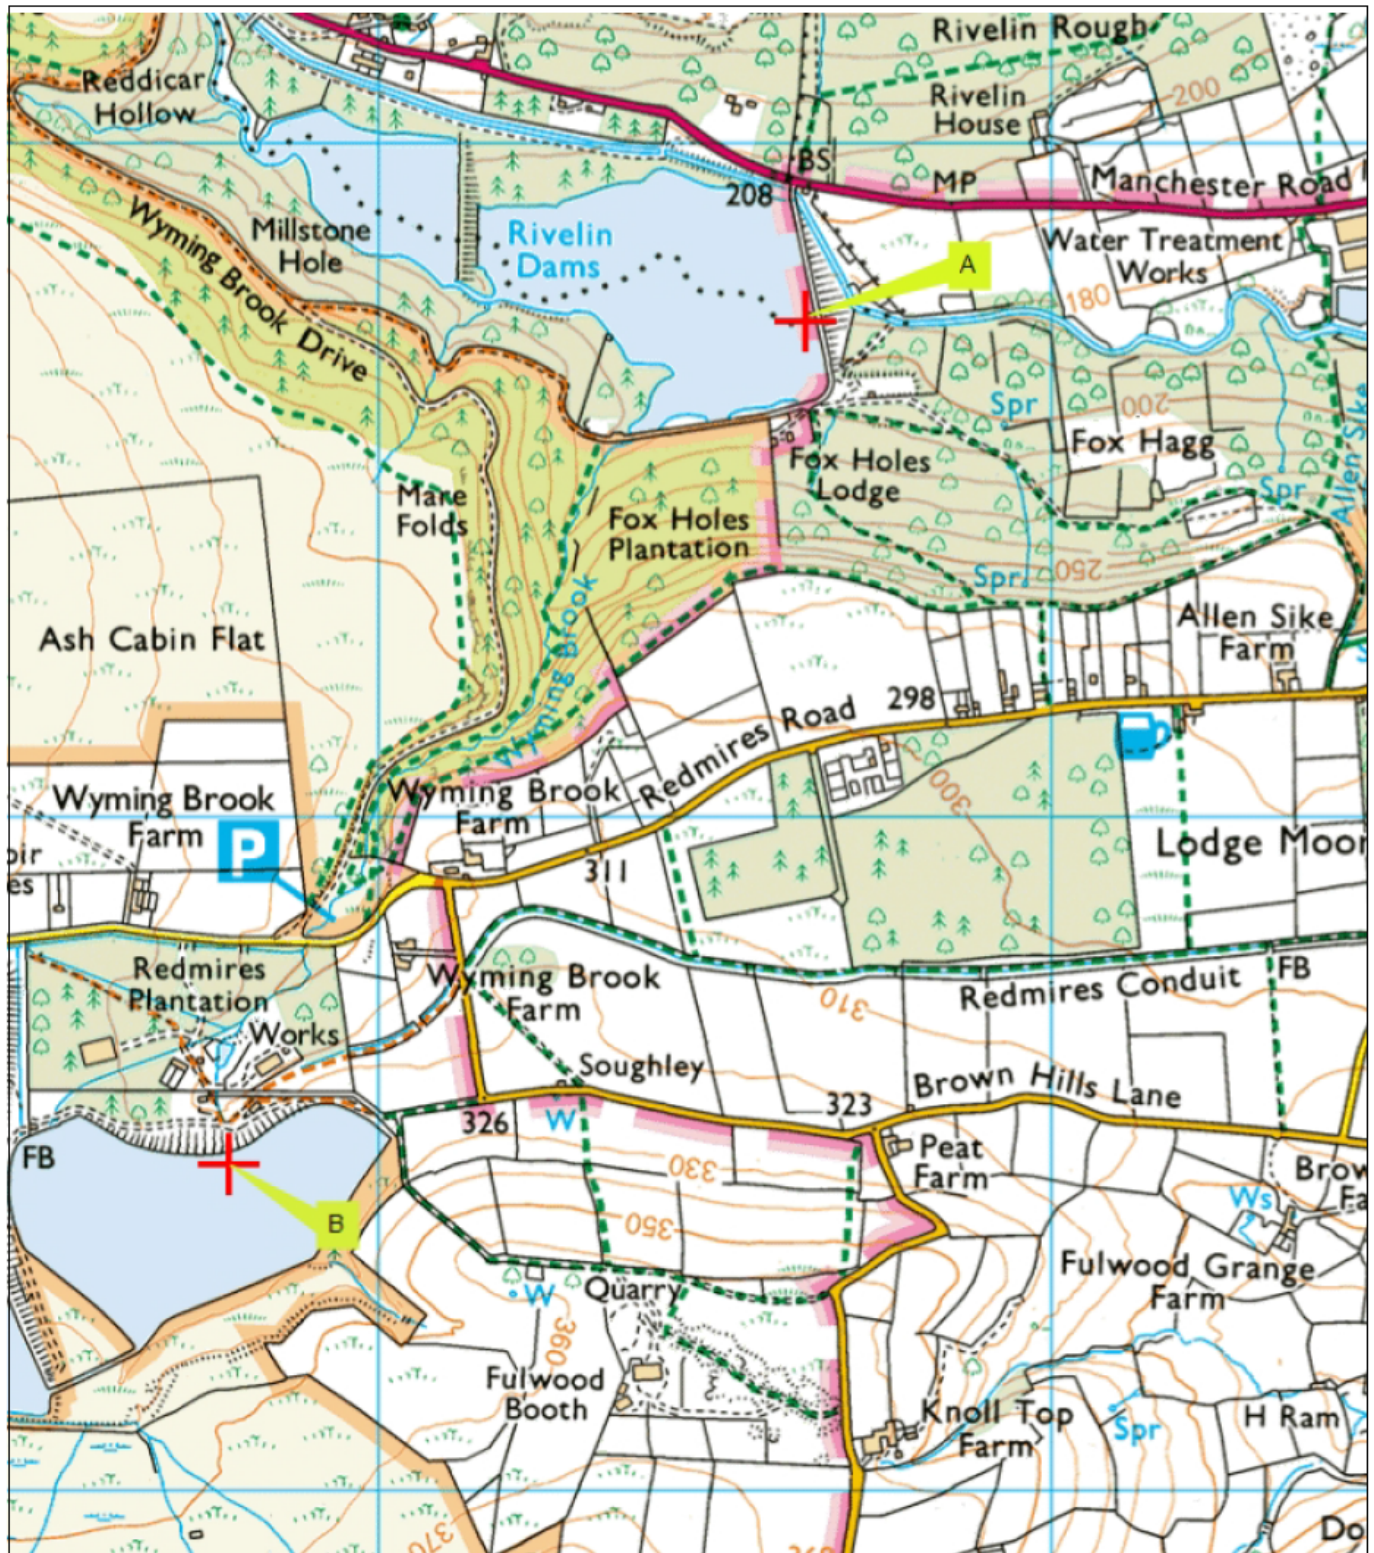 Rivelin Rough
Reddicar
Hollow
Rivelin
House
200
BS
208
MP
Manchester Road
Wyming Brook Drive
Millstone
Hole
Rivelin
Dams
Water Treatment
Works
A
180
Spr
200
Fox Hagg
Fox Holes
Lodge
Spr
Allen Sike
Mare
Folds
Fox Holes
Plantation
Spr
250
Wyming Brook
Ash Cabin Flat
Allen Sike
Farm
298
Redmires Road
Wyming Brook
Farm
P
Wyming Brook
Farm
300
Lodge Moor
oir
es
311
Redmires
Plantation
Works
Wyming Brook
Farm
310
Redmires Conduit
FB
Soughley
W
326
323
Brown Hills Lane
FB
330
Peat
Farm
Brow
Fa
Ws
B
350
Fulwood Grange
Farm
Quarry
W
360
Fulwood
Booth
Knoll Top
Farm
Spr
H Ram
370
Do